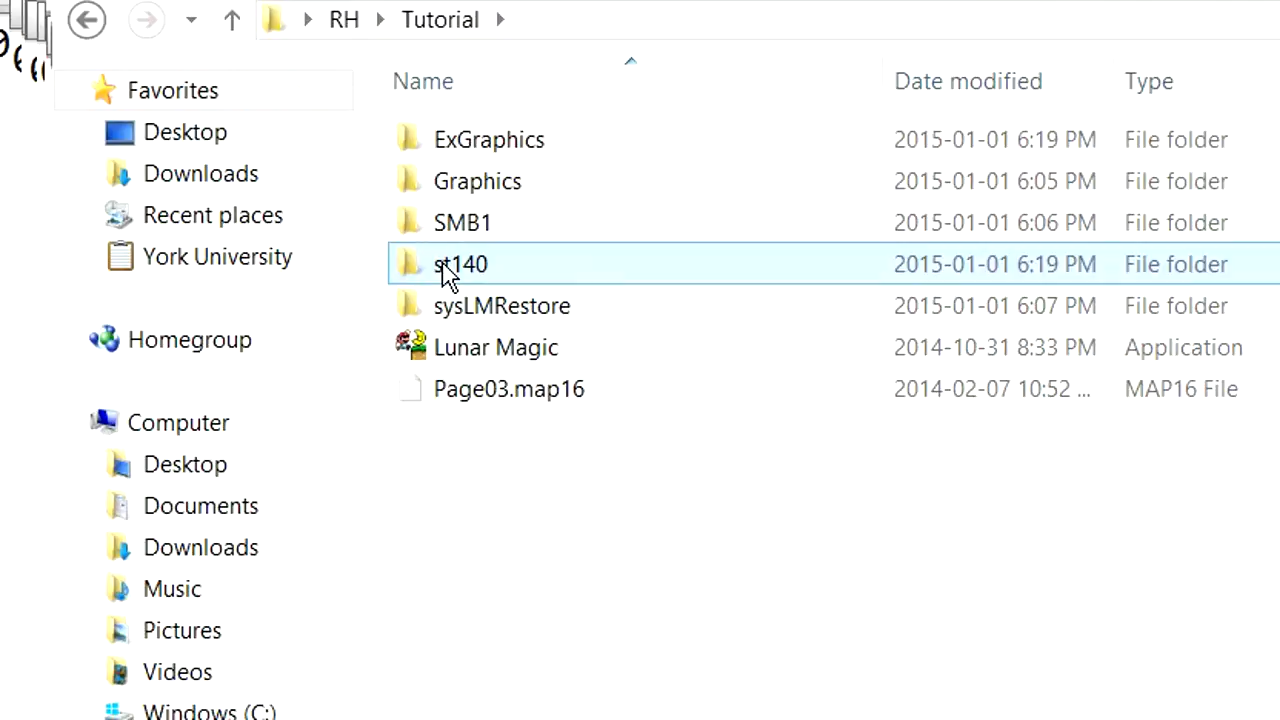 RH Tutorial
Name Date modified Type
Favorites
Desktop
Downloads
Recent places
York University
Homegroup
Computer
Desktop
Documents
Downloads
Music
Pictures
Videos
Windows (C:)
ExGraphics 2015-01-01 6:19 PM File folder
Graphics 2015-01-01 6:05 PM File folder
SMB1 2015-01-01 6:06 PM File folder
st140 2015-01-01 6:19 PM File folder
sysLMRestore 2015-01-01 6:07 PM File folder
Lunar Magic 2014-10-31 8:33 PM Application
Page03.map16 2014-02-07 10:52 ... MAP16 File